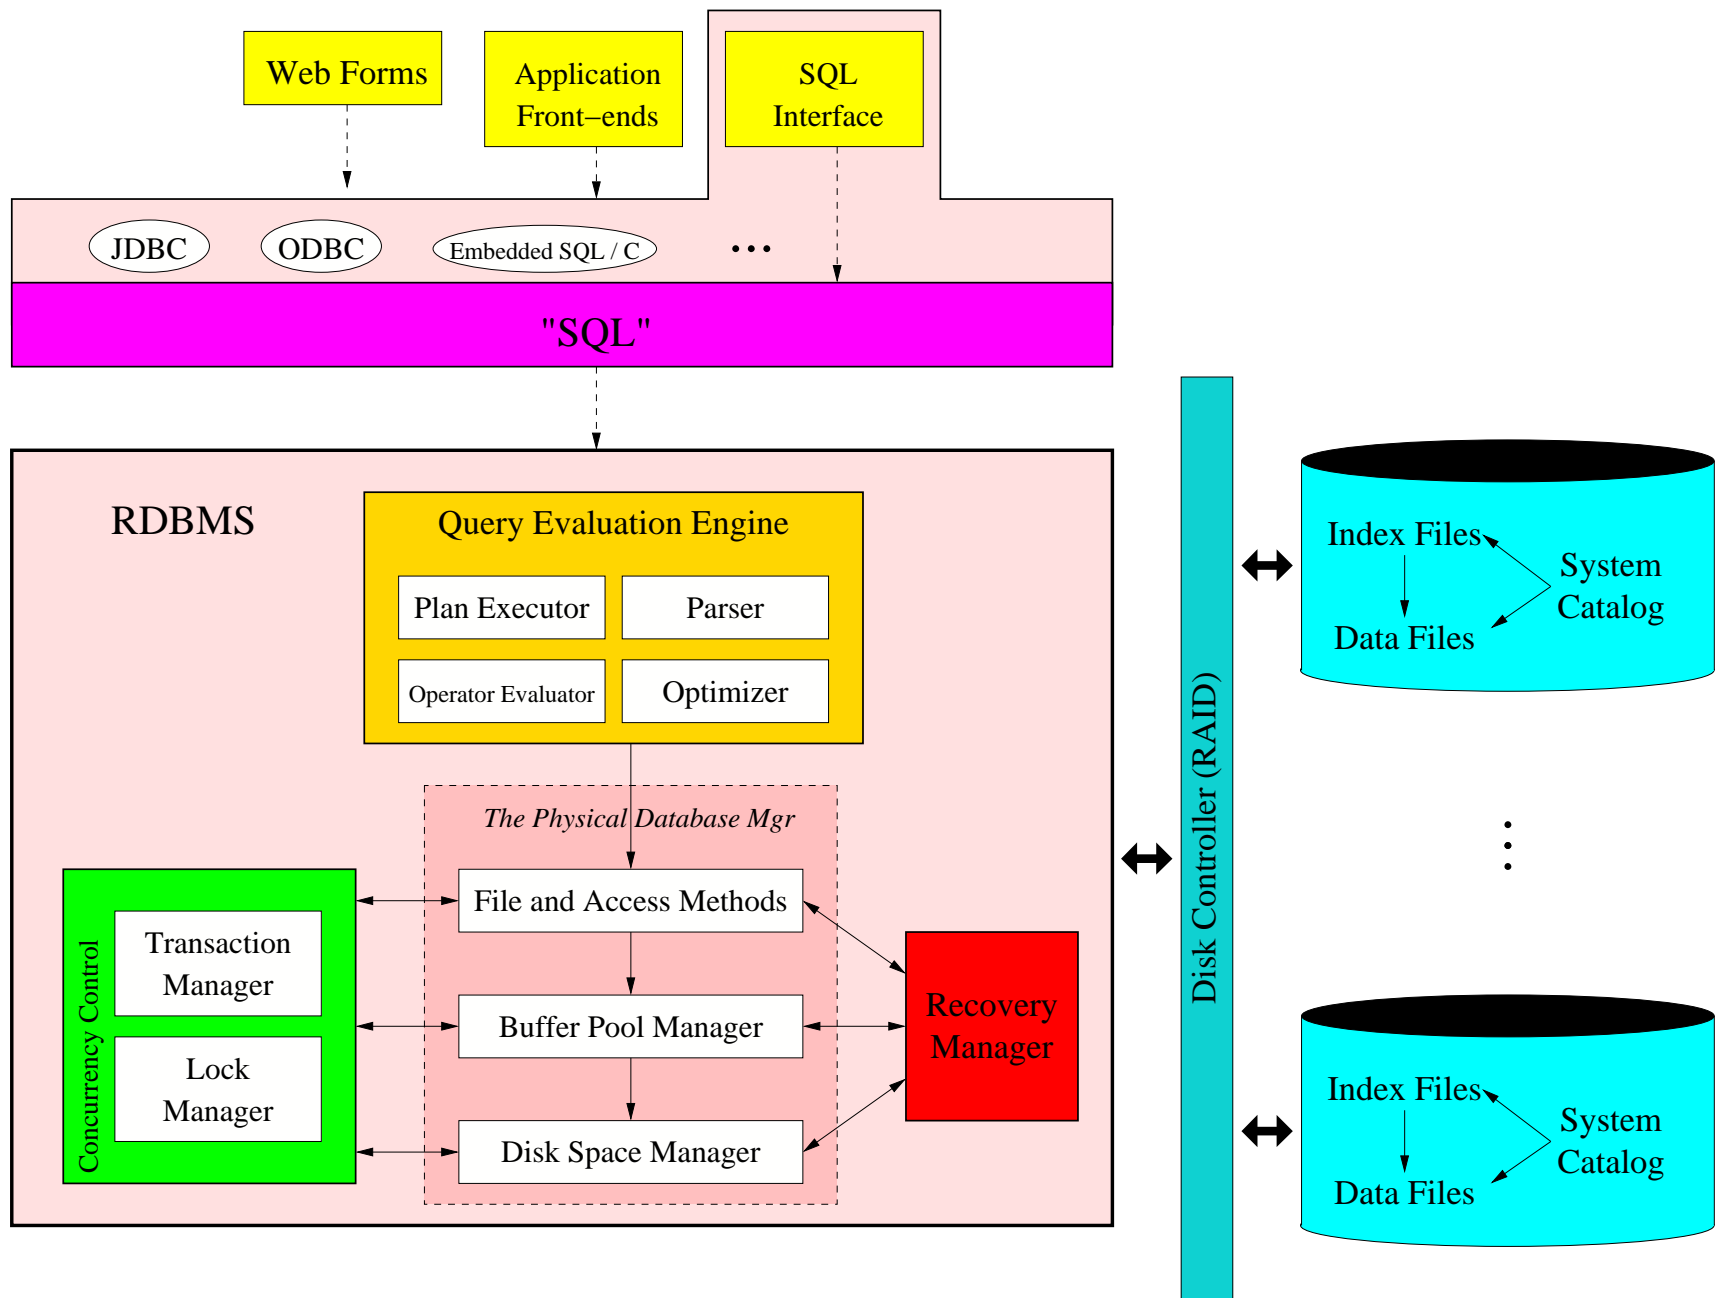 Web Forms
Application
Front−ends
SQL
Interface
JDBC
ODBC
Embedded SQL / C
...
"SQL"
RDBMS
Query Evaluation Engine
Plan Executor
Parser
Operator Evaluator
Optimizer
The Physical Database Mgr
File and Access Methods
Buffer Pool Manager
Disk Space Manager
Concurrency Control
Transaction
Manager
Lock
Manager
Recovery
Manager
Disk Controller (RAID)
Index Files
System
Catalog
Data Files
Index Files
System
Catalog
Data Files